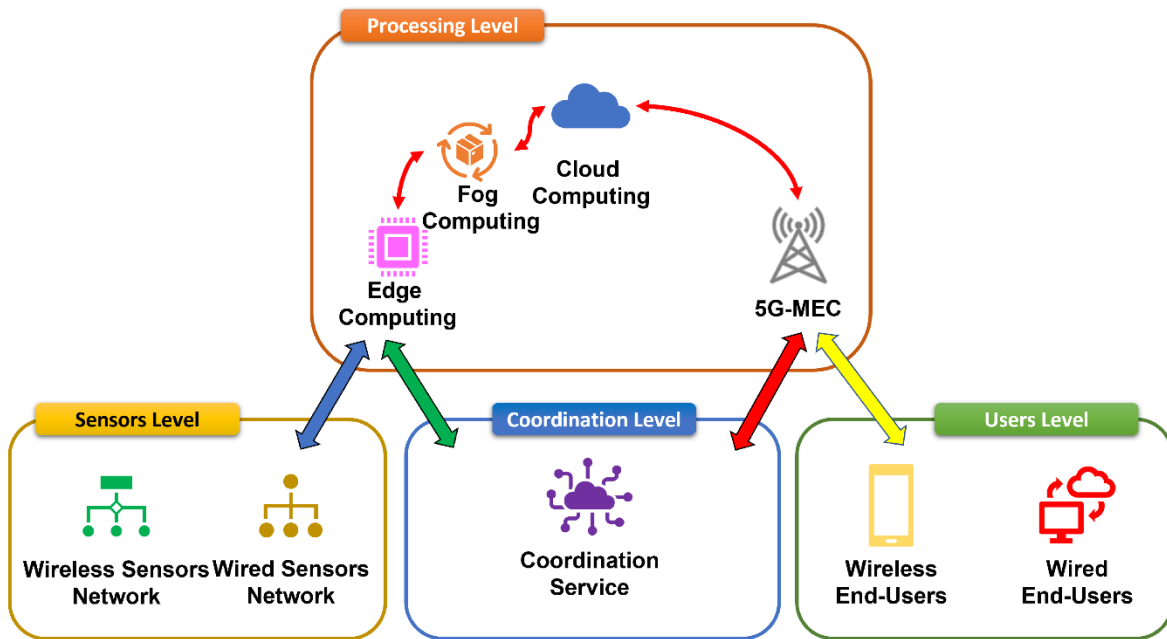 Processing Level
Cloud
Computing
Fog
Computing
Edge
Computing
5G-MEC
Sensors Level
Coordination Level
Users Level
Wireless Sensors
Network
Wired Sensors
Network
Coordination
Service
Wireless
End-Users
Wired
End-Users